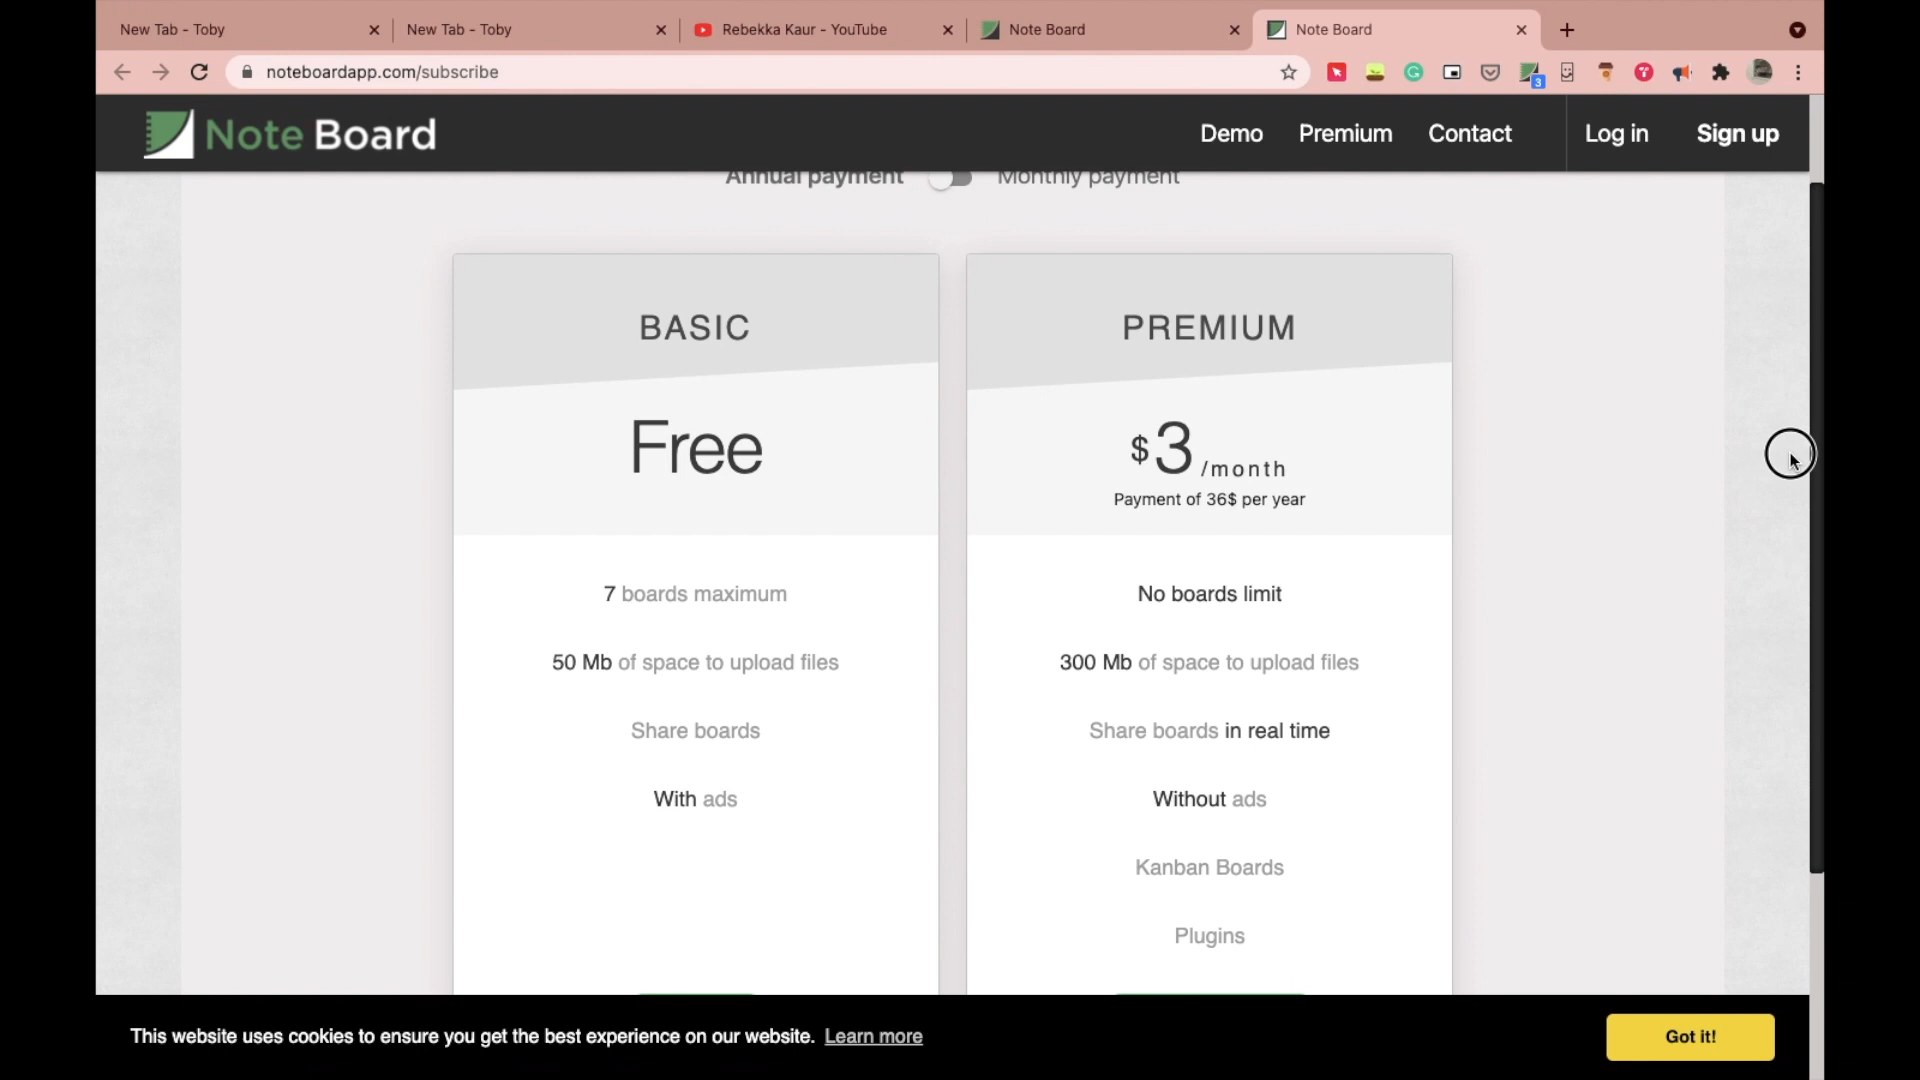 New Tab - Toby
New Tab - Toby
Rebekka Kaur - YouTube
Note Board
Note Board
noteboardapp.com/subscribe
3
Note Board
Demo
Premium
Contact
Log in
Sign up
Annual payment
Monthly payment
BASIC
Free
7 boards maximum
50 Mb of space to upload files
Share boards
With ads
PREMIUM
$3 /month
Payment of 36$ per year
No boards limit
300 Mb of space to upload files
Share boards in real time
Without ads
Kanban Boards
Plugins
This website uses cookies to ensure you get the best experience on our website. Learn more
Got it!